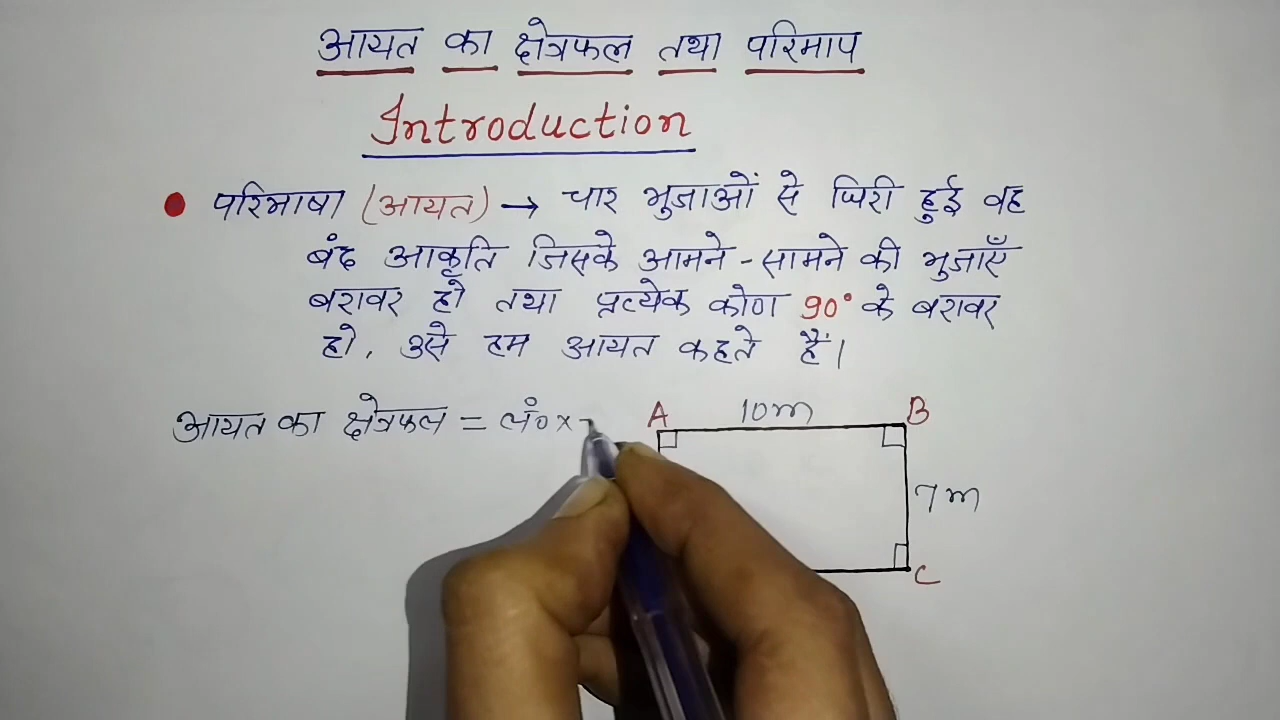 आयत का क्षेत्रफल तथा परिमाप
Introduction
परिभाषा (आयत) → चार भुजाओं से घिरी हुई वह
बंद आकृति जिसके आमने-सामने की भुजाएँ
बराबर हों तथा प्रत्येक कोण 90° के बराबर
हो, उसे हम आयत कहते हैं।
आयत का क्षेत्रफल = लं० ×
A 10m B
7m
C